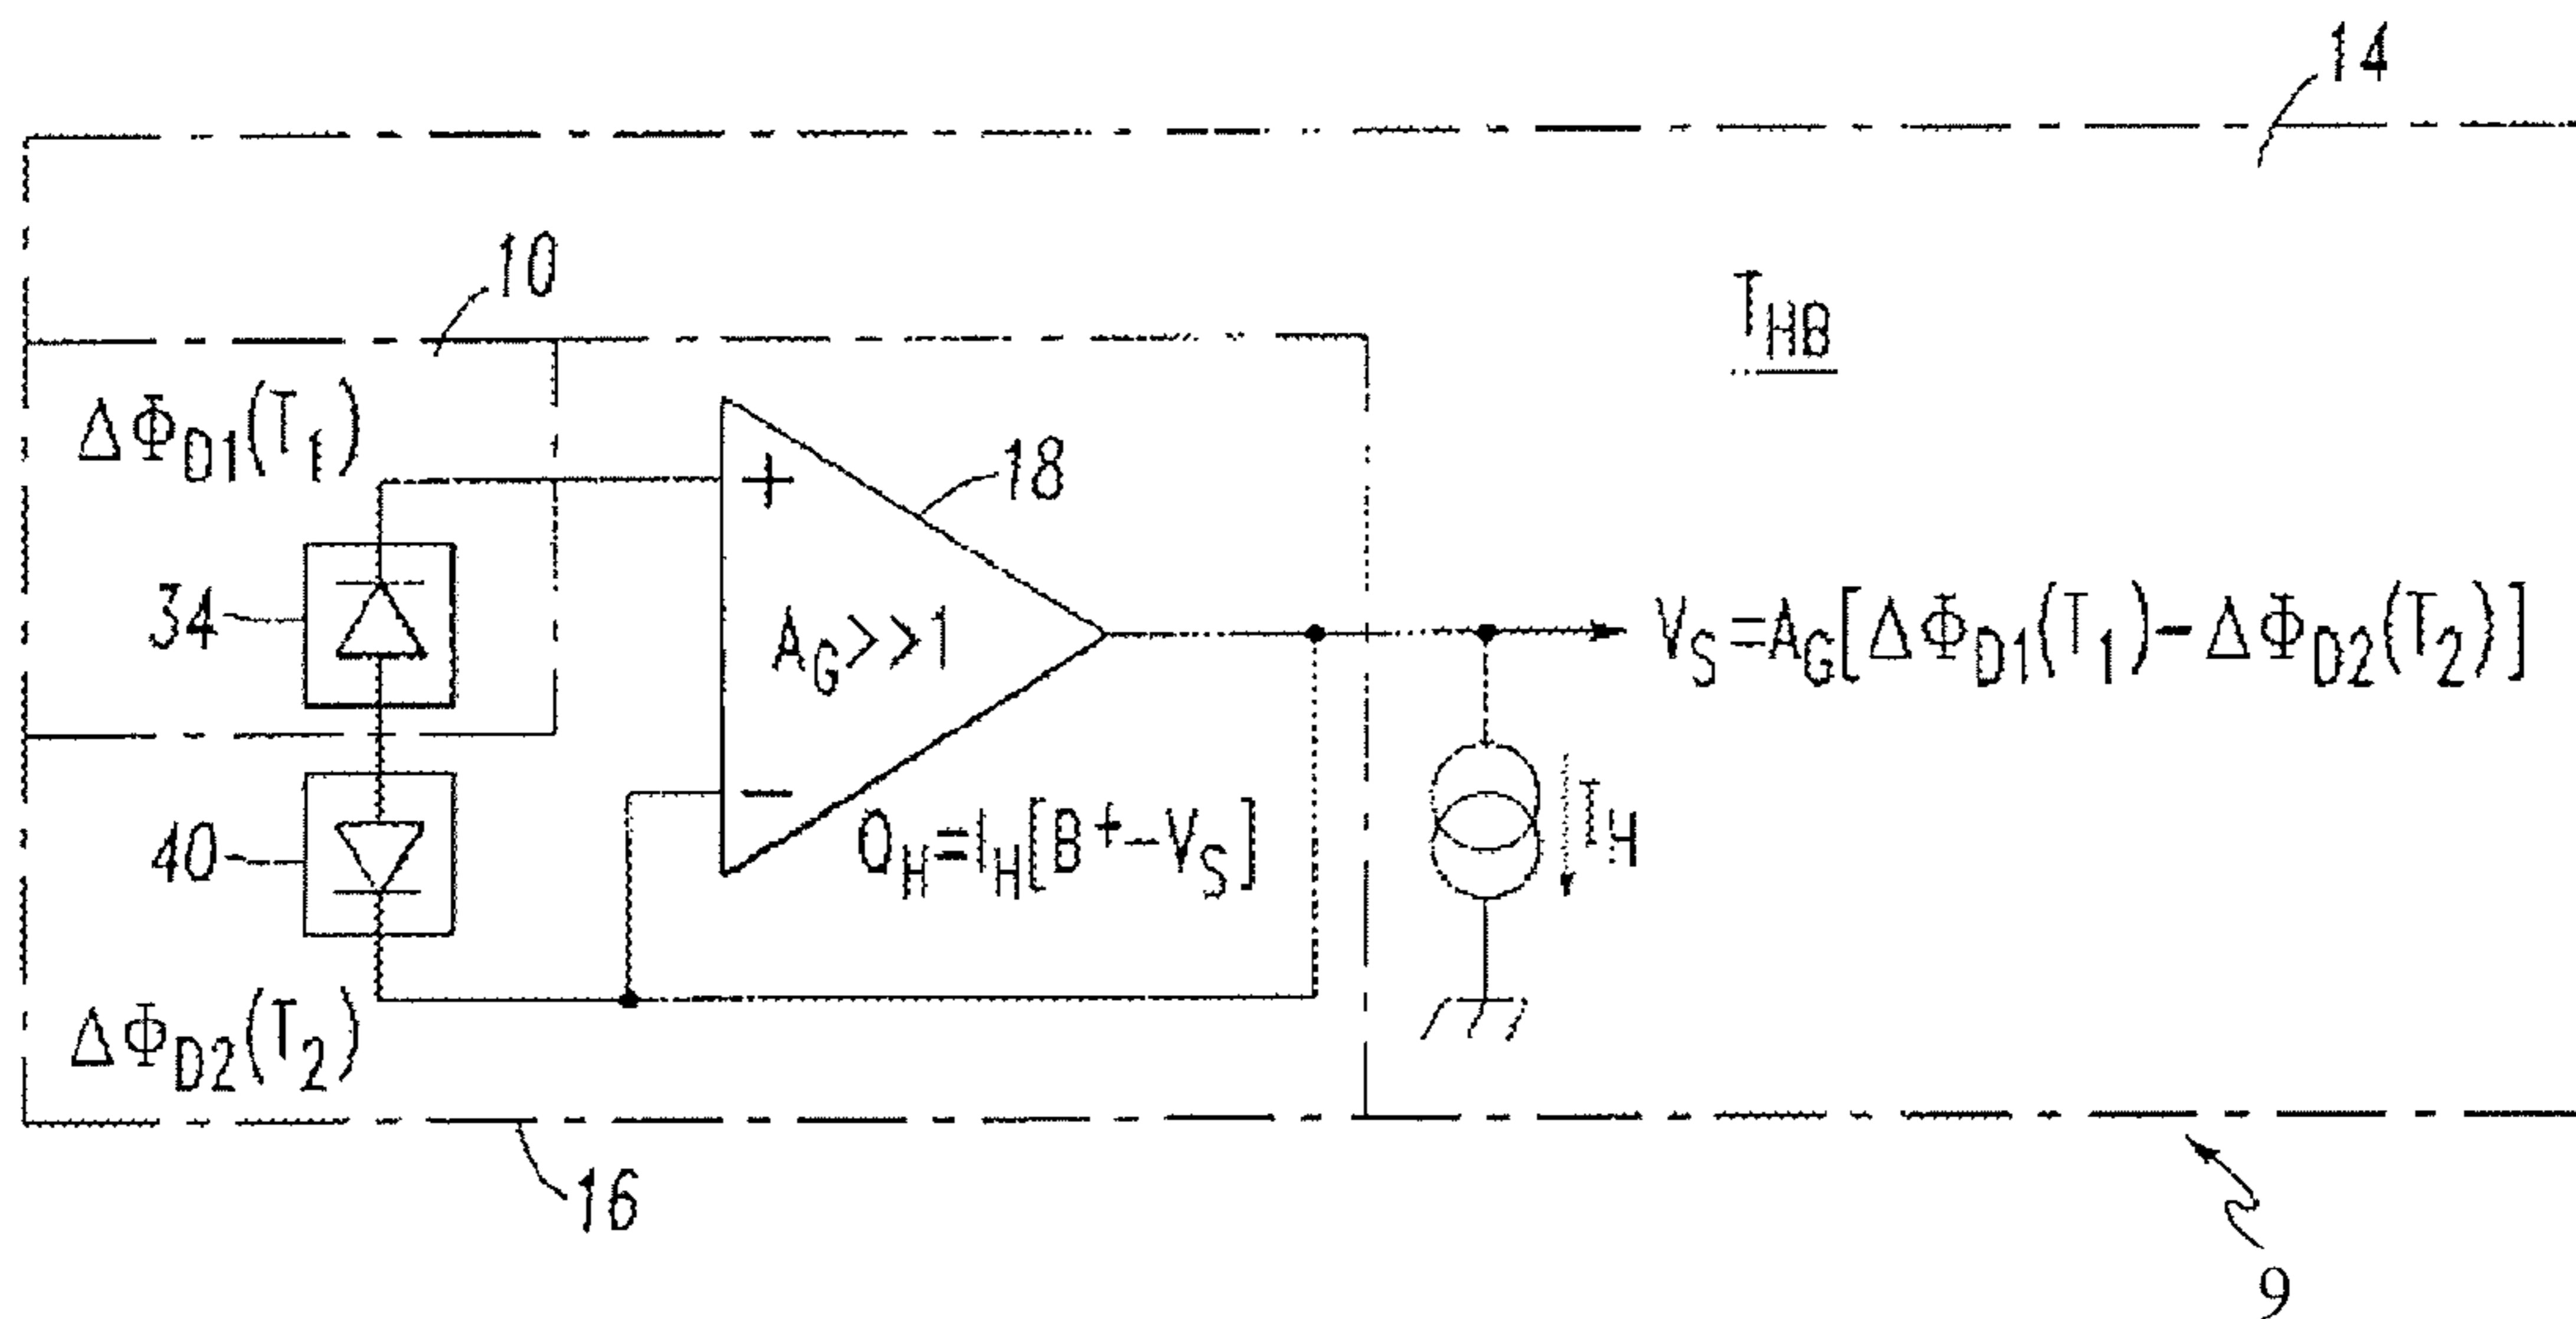 14
10
T_HB
ΔΦ_D1(T_1)
+
18
34
A_G>>1
V_S=A_G[ΔΦ_D1(T_1)-ΔΦ_D2(T_2)]
-
40
Q_H=I_H[B^+-V_S]
I_H
ΔΦ_D2(T_2)
16
9